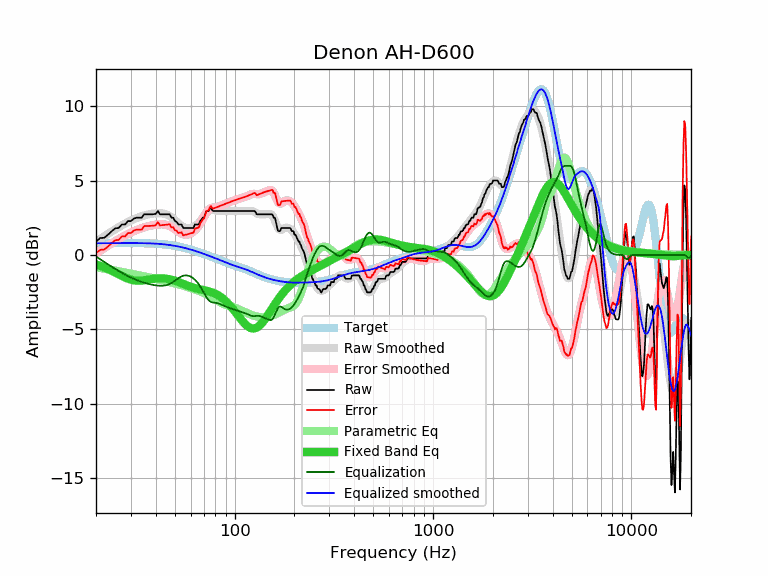 Denon AH-D600
Amplitude (dBr)
10
5
0
−5
−10
−15
Target
Raw Smoothed
Error Smoothed
Raw
Error
Parametric Eq
Fixed Band Eq
Equalization
Equalized smoothed
100
1000
10000
Frequency (Hz)